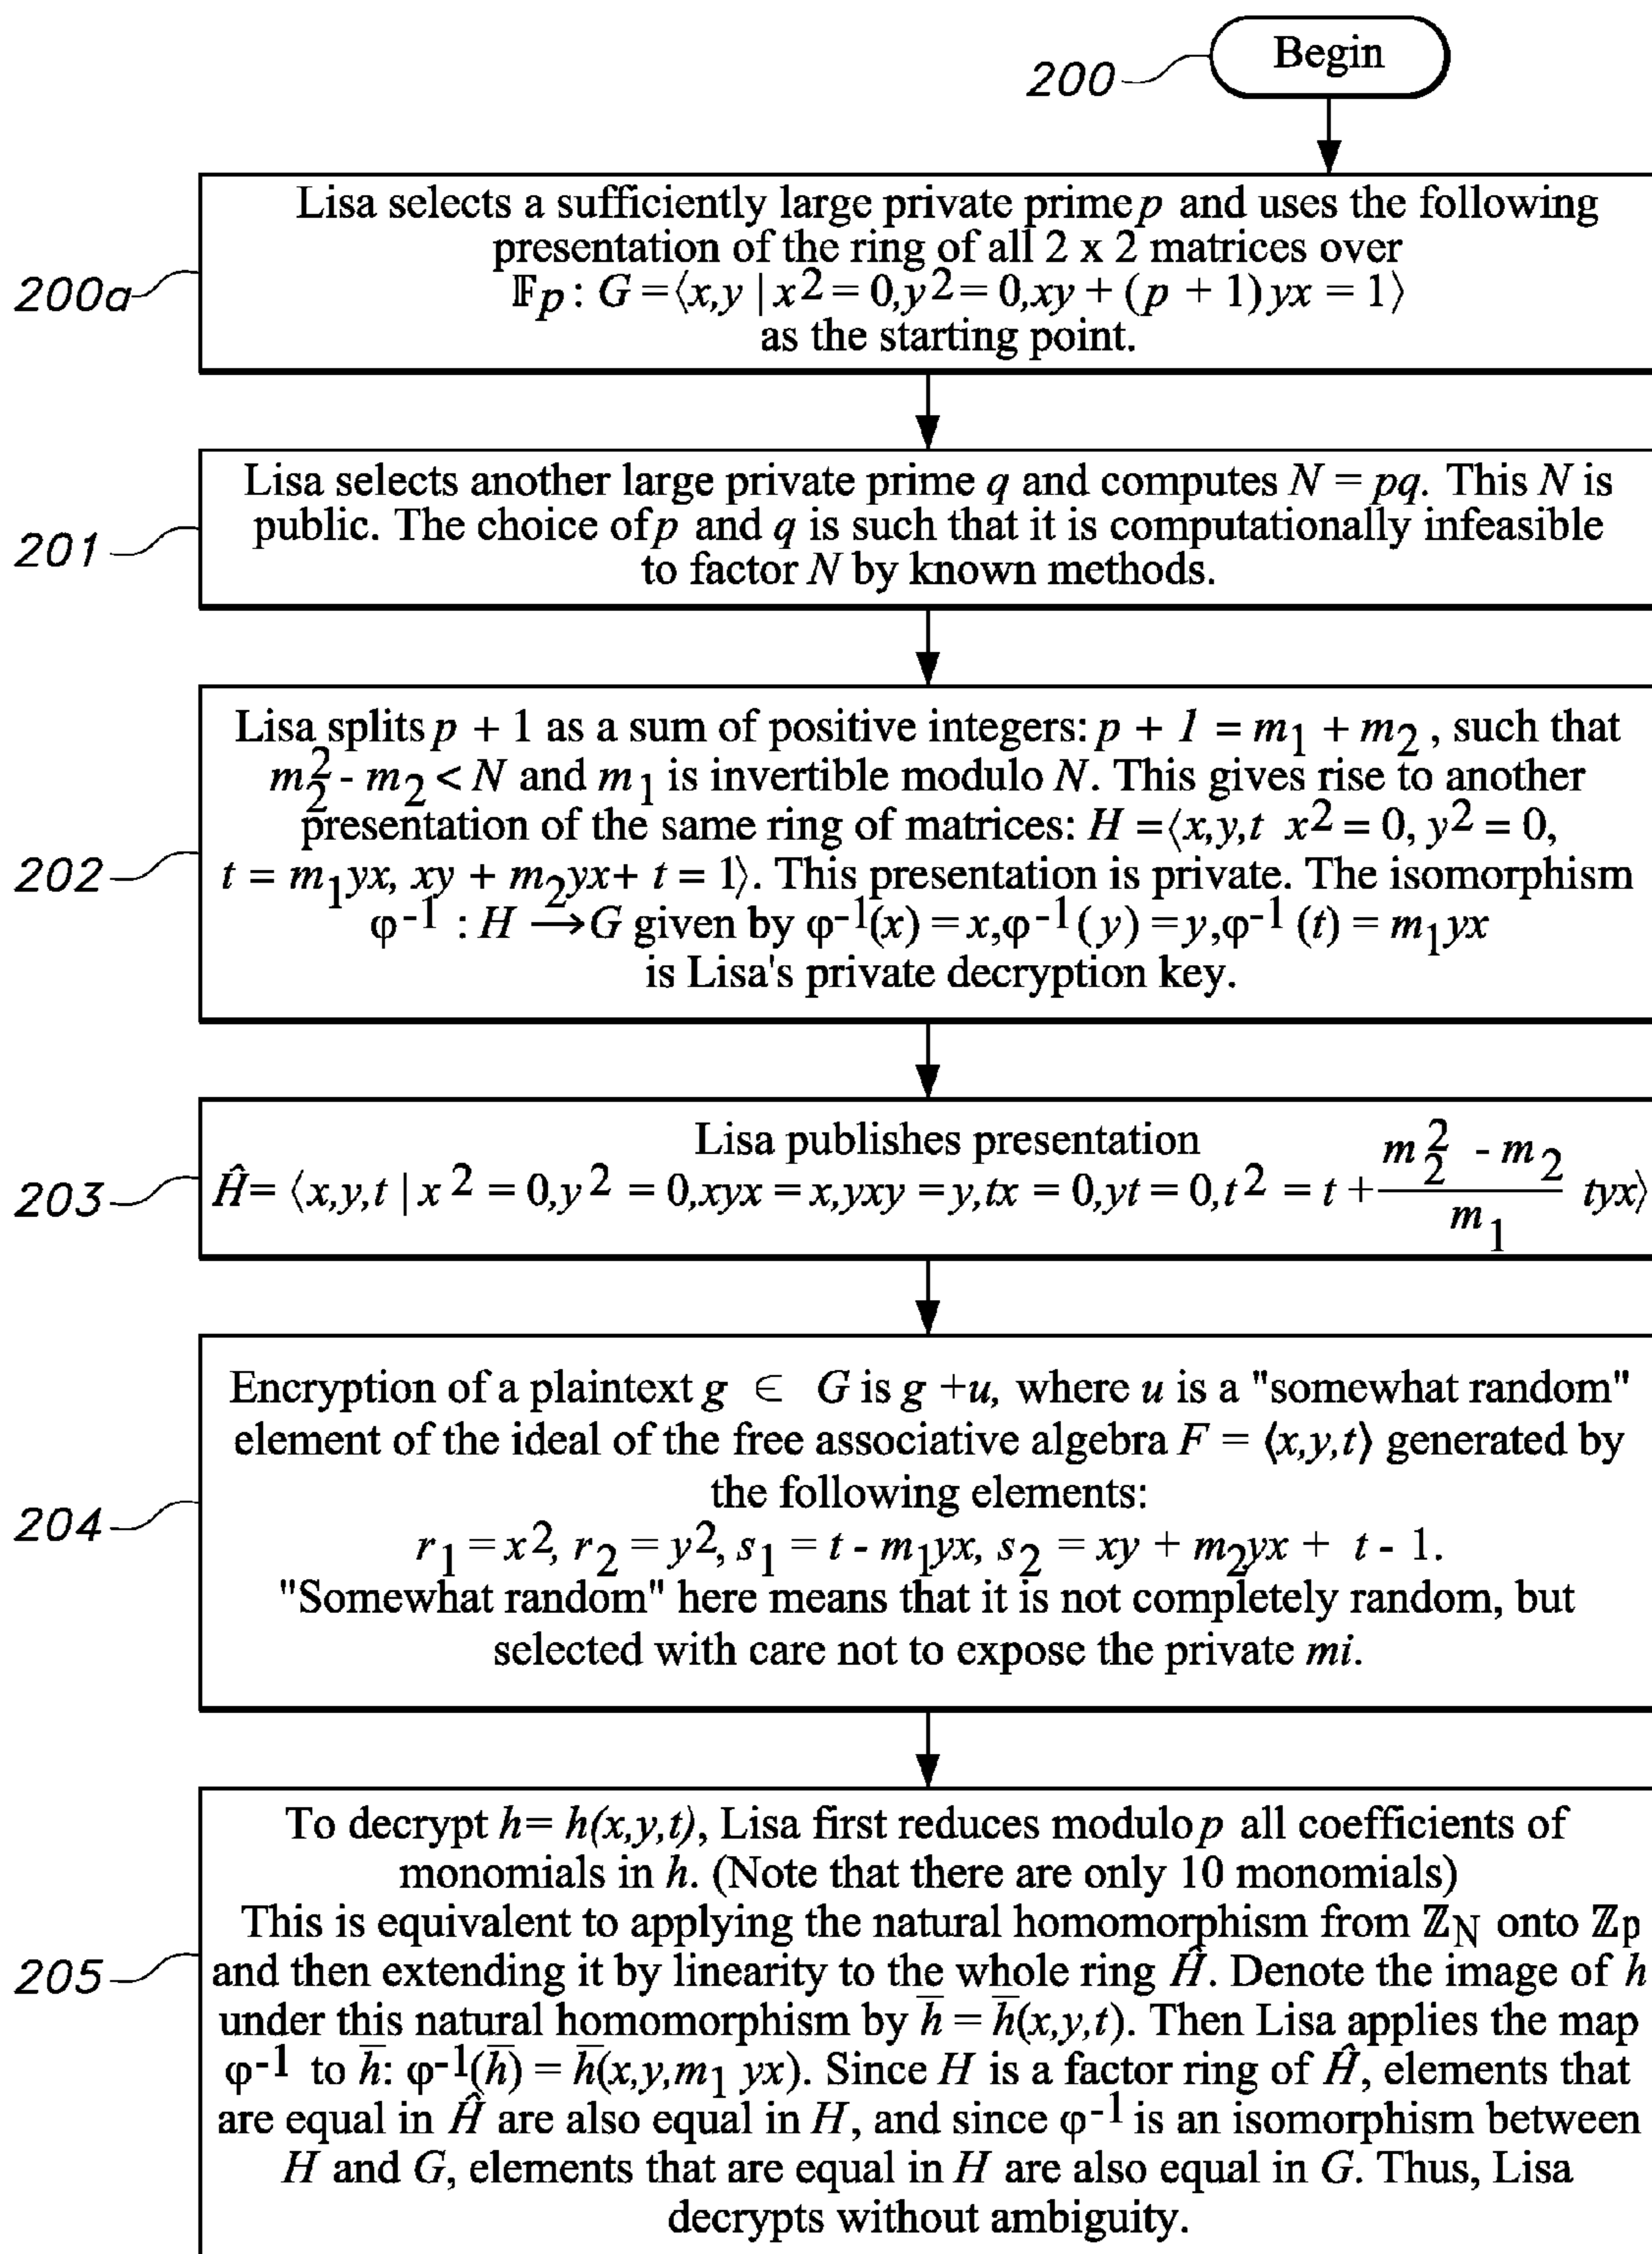 200
Begin
200a
Lisa selects a sufficiently large private prime p and uses the following
presentation of the ring of all 2 x 2 matrices over
𝔽p : G = ⟨x,y | x² = 0,y² = 0,xy + (p + 1) yx = 1⟩
as the starting point.
201
Lisa selects another large private prime q and computes N = pq. This N is
public. The choice of p and q is such that it is computationally infeasible
to factor N by known methods.
202
Lisa splits p + 1 as a sum of positive integers: p + 1 = m₁ + m₂ , such that
m₂² - m₂ < N and m₁ is invertible modulo N. This gives rise to another
presentation of the same ring of matrices: H = ⟨x,y,t x² = 0, y² = 0,
t = m₁yx, xy + m₂yx+ t = 1⟩. This presentation is private. The isomorphism
φ⁻¹ : H → G given by φ⁻¹(x) = x,φ⁻¹( y) = y,φ⁻¹ (t) = m₁yx
is Lisa's private decryption key.
203
Lisa publishes presentation
Ĥ= ⟨x,y,t | x² = 0,y² = 0,xyx = x,yxy = y,tx = 0,yt = 0,t² = t + (m₂² - m₂)/m₁ tyx⟩
204
Encryption of a plaintext g ∈ G is g +u, where u is a "somewhat random"
element of the ideal of the free associative algebra F = ⟨x,y,t⟩ generated by
the following elements:
r₁ = x², r₂ = y², s₁ = t - m₁yx, s₂ = xy + m₂yx + t - 1.
"Somewhat random" here means that it is not completely random, but
selected with care not to expose the private mi.
205
To decrypt h= h(x,y,t), Lisa first reduces modulo p all coefficients of
monomials in h. (Note that there are only 10 monomials)
This is equivalent to applying the natural homomorphism from ℤN onto ℤp
and then extending it by linearity to the whole ring Ĥ. Denote the image of h
under this natural homomorphism by h̅ = h̅(x,y,t). Then Lisa applies the map
φ⁻¹ to h̅: φ⁻¹(h̅) = h̅(x,y,m₁ yx). Since H is a factor ring of Ĥ, elements that
are equal in Ĥ are also equal in H, and since φ⁻¹ is an isomorphism between
H and G, elements that are equal in H are also equal in G. Thus, Lisa
decrypts without ambiguity.